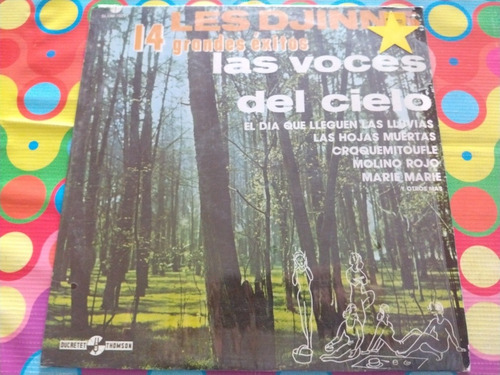 LES DJINNS
14 grandes éxitos
las voces
del cielo
EL DIA QUE LLEGUEN LAS LLUVIAS
LAS HOJAS MUERTAS
CROQUEMITOUFLE
MOLINO ROJO
MARIE MARIE
Y OTROS MAS
DUCRETET THOMSON